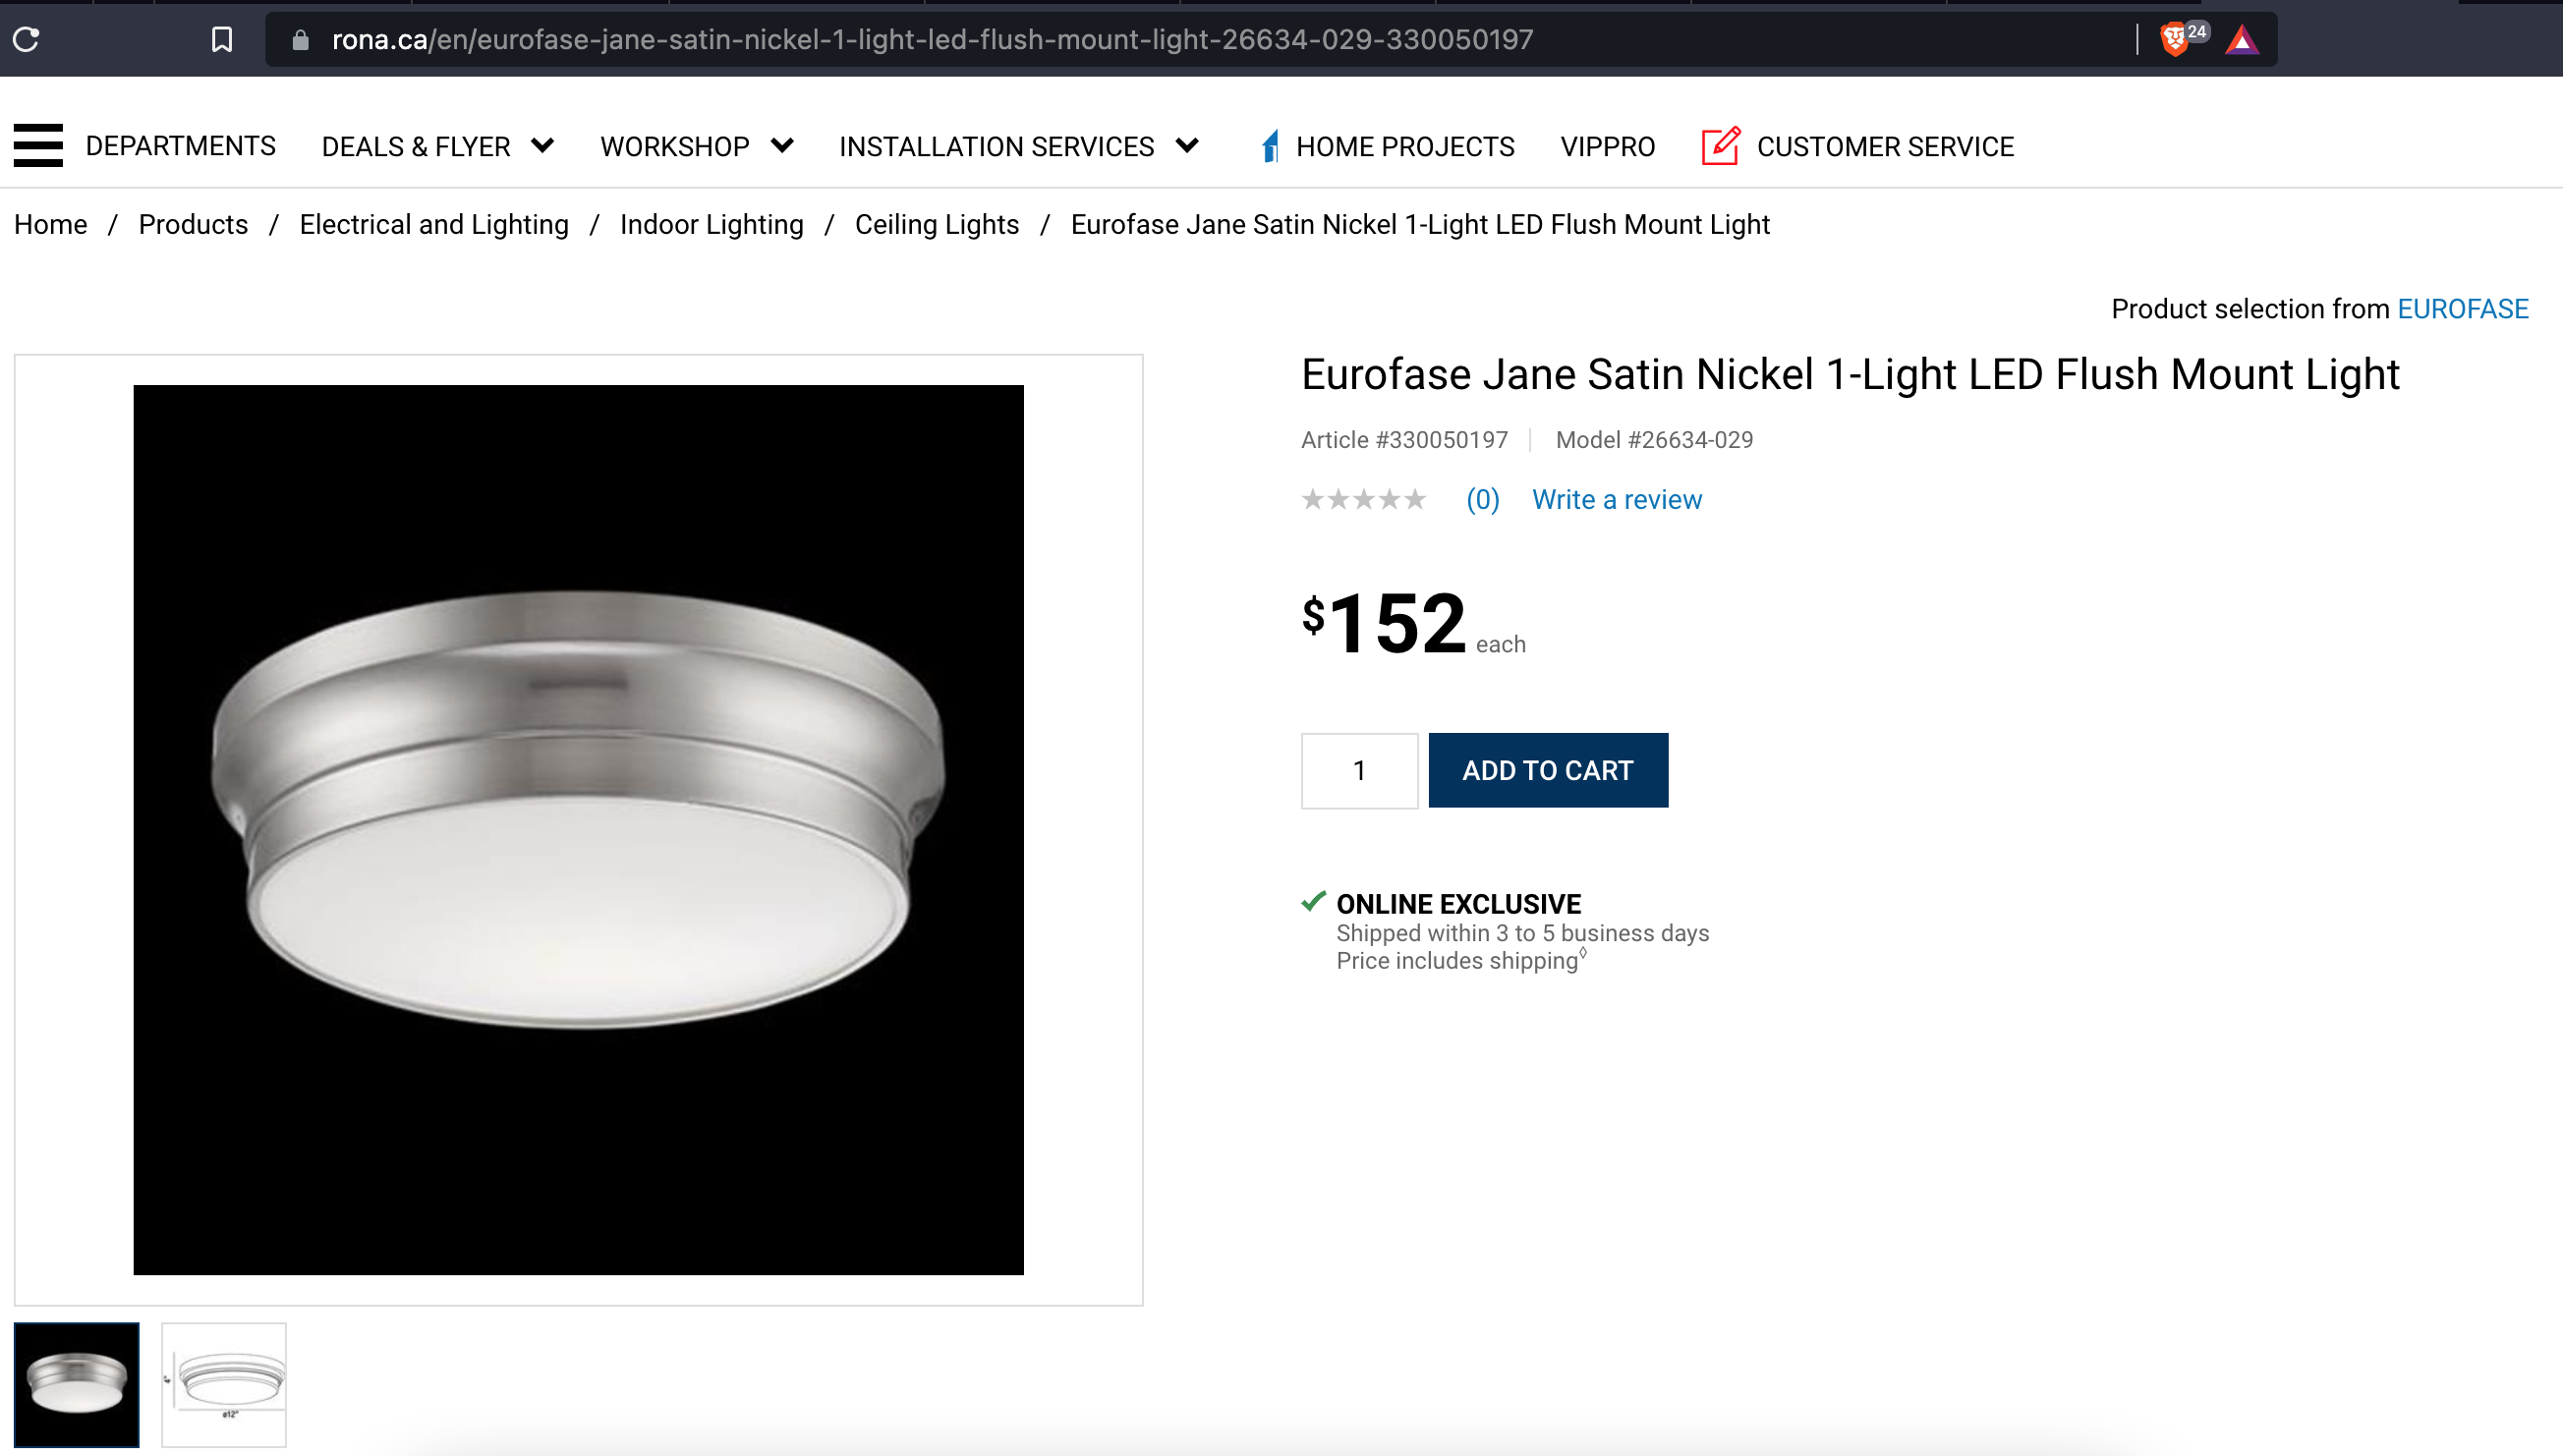 rona.ca/en/eurofase-jane-satin-nickel-1-light-led-flush-mount-light-26634-029-330050197
24
DEPARTMENTS DEALS & FLYER WORKSHOP INSTALLATION SERVICES HOME PROJECTS VIPPRO CUSTOMER SERVICE
Home / Products / Electrical and Lighting / Indoor Lighting / Ceiling Lights / Eurofase Jane Satin Nickel 1-Light LED Flush Mount Light
Product selection from EUROFASE
Eurofase Jane Satin Nickel 1-Light LED Flush Mount Light
Article #330050197 Model #26634-029
(0) Write a review
$152 each
1 ADD TO CART
ONLINE EXCLUSIVE
Shipped within 3 to 5 business days
Price includes shipping◊
ø12"